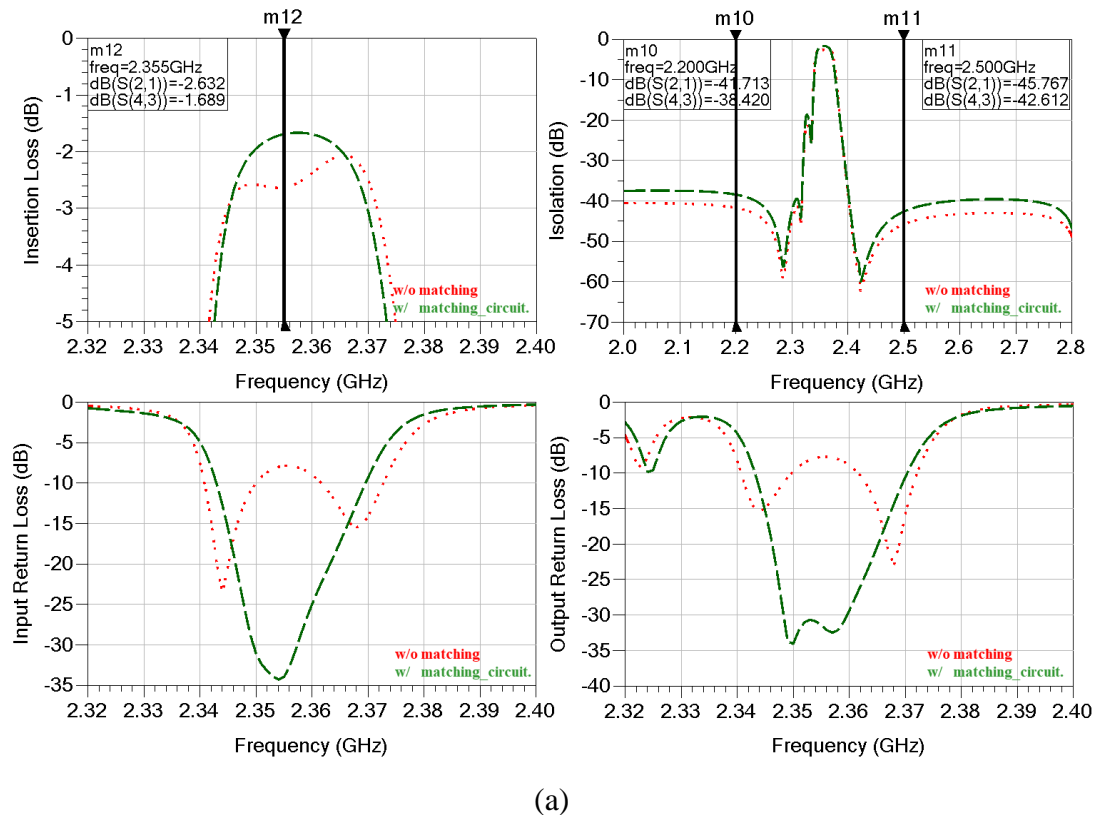 m12
m12
freq=2.355GHz
dB(S(2,1))=-2.632
dB(S(4,3))=-1.689
0
-1
-2
-3
-4
-5
Insertion Loss (dB)
w/o matching
w/ matching_circuit.
2.32 2.33 2.34 2.35 2.36 2.37 2.38 2.39 2.40
Frequency (GHz)
m10 m11
m10
freq=2.200GHz
dB(S(2,1))=-41.713
dB(S(4,3))=-38.420
m11
freq=2.500GHz
dB(S(2,1))=-45.767
dB(S(4,3))=-42.612
0
-10
-20
-30
-40
-50
-60
-70
Isolation (dB)
w/o matching
w/ matching_circuit.
2.0 2.1 2.2 2.3 2.4 2.5 2.6 2.7 2.8
Frequency (GHz)
0
-5
-10
-15
-20
-25
-30
-35
Input Return Loss (dB)
w/o matching
w/ matching_circuit.
2.32 2.33 2.34 2.35 2.36 2.37 2.38 2.39 2.40
Frequency (GHz)
0
-5
-10
-15
-20
-25
-30
-35
-40
Output Return Loss (dB)
w/o matching
w/ matching_circuit.
2.32 2.33 2.34 2.35 2.36 2.37 2.38 2.39 2.40
Frequency (GHz)
(a)